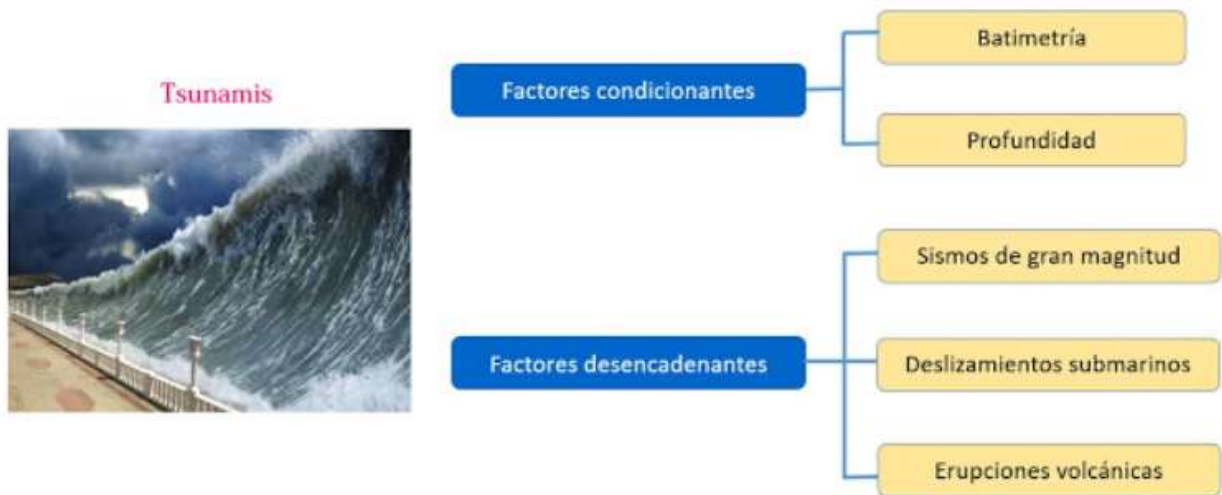 Tsunamis
Factores condicionantes
Batimetría
Profundidad
Factores desencadenantes
Sismos de gran magnitud
Deslizamientos submarinos
Erupciones volcánicas